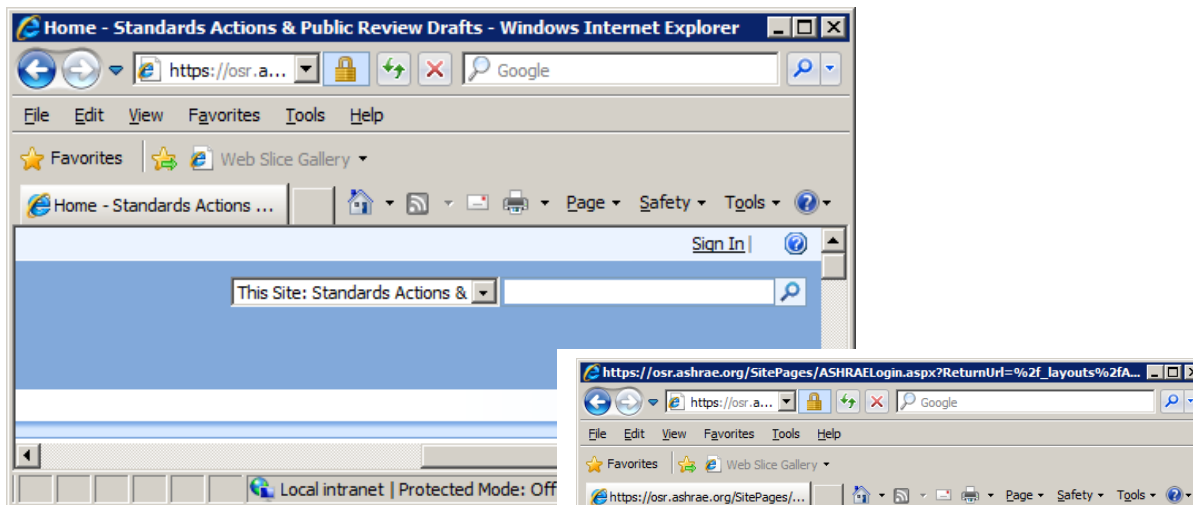 Home - Standards Actions & Public Review Drafts - Windows Internet Explorer
https://osr.a... Google
File Edit View Favorites Tools Help
Favorites Web Slice Gallery
Home - Standards Actions ... Page Safety Tools
Sign In |
This Site: Standards Actions &
Local intranet | Protected Mode: Off
https://osr.ashrae.org/SitePages/ASHRAELogin.aspx?ReturnUrl=%2f_layouts%2fA...
https://osr.a... Google
File Edit View Favorites Tools Help
Favorites Web Slice Gallery
https://osr.ashrae.org/SitePages/... Page Safety Tools